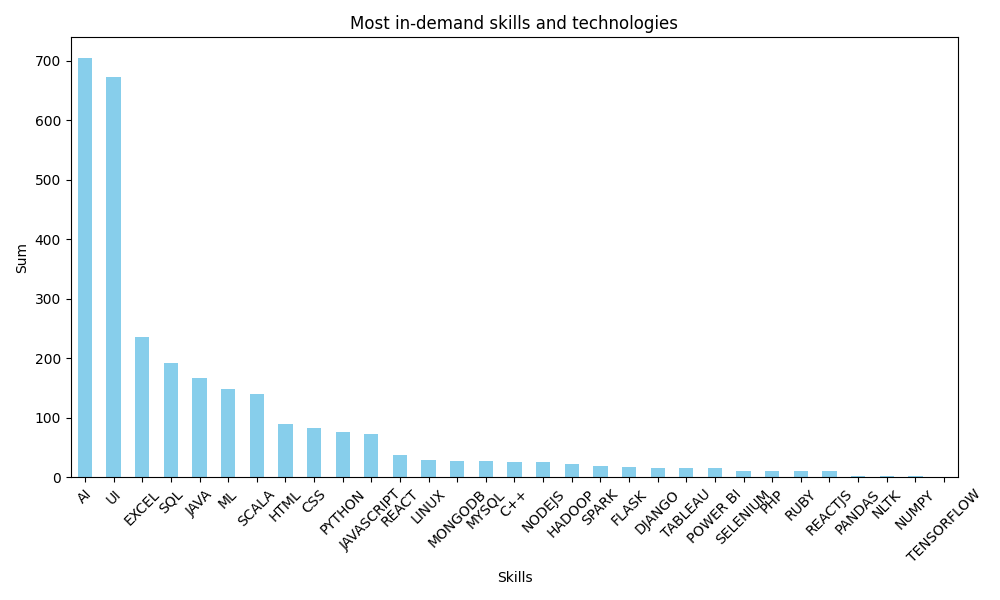 Most in-demand skills and technologies
Sum
700
600
500
400
300
200
100
0
AI
UI
EXCEL
SQL
JAVA
ML
SCALA
HTML
CSS
PYTHON
JAVASCRIPT
REACT
LINUX
MONGODB
MYSQL
C++
NODEJS
HADOOP
SPARK
FLASK
DJANGO
TABLEAU
POWER BI
SELENIUM
PHP
RUBY
REACTJS
PANDAS
NLTK
NUMPY
TENSORFLOW
Skills